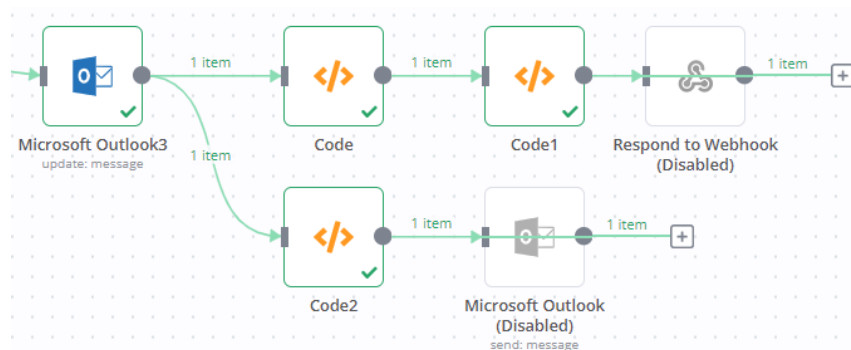 1 item
1 item
1 item
Microsoft Outlook3
update: message
Code
Code1
Respond to Webhook
(Disabled)
1 item
1 item
1 item
Code2
Microsoft Outlook
(Disabled)
send: message